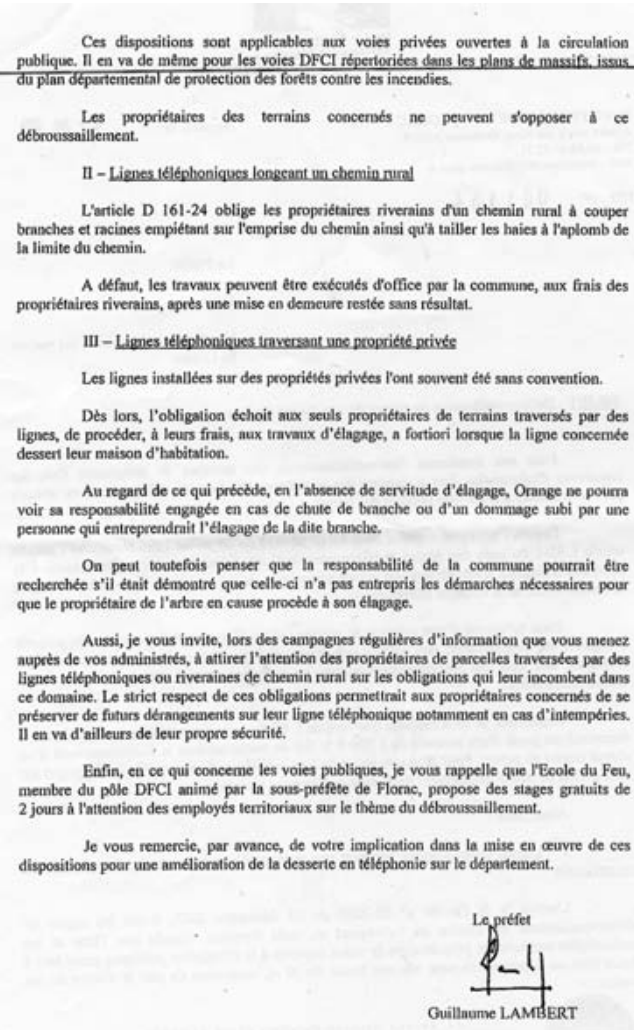 Ces dispositions sont applicables aux voies privées ouvertes à la circulation
publique. Il en va de même pour les voies DFCI répertoriées dans les plans de massifs, issus
du plan départemental de protection des forêts contre les incendies.
Les propriétaires des terrains concernés ne peuvent s'opposer à ce
débroussaillement.
II – Lignes téléphoniques longeant un chemin rural
L'article D 161-24 oblige les propriétaires riverains d'un chemin rural à couper
branches et racines empiétant sur l'emprise du chemin ainsi qu'à tailler les haies à l'aplomb de
la limite du chemin.
A défaut, les travaux peuvent être exécutés d'office par la commune, aux frais des
propriétaires riverains, après une mise en demeure restée sans résultat.
III – Lignes téléphoniques traversant une propriété privée
Les lignes installées sur des propriétés privées l'ont souvent été sans convention.
Dès lors, l'obligation échoit aux seuls propriétaires de terrains traversés par des
lignes, de procéder, à leurs frais, aux travaux d'élagage, a fortiori lorsque la ligne concernée
dessert leur maison d'habitation.
Au regard de ce qui précède, en l'absence de servitude d'élagage, Orange ne pourra
voir sa responsabilité engagée en cas de chute de branche ou d'un dommage subi par une
personne qui entreprendrait l'élagage de la dite branche.
On peut toutefois penser que la responsabilité de la commune pourrait être
recherchée s'il était démontré que celle-ci n'a pas entrepris les démarches nécessaires pour
que le propriétaire de l'arbre en cause procède à son élagage.
Aussi, je vous invite, lors des campagnes régulières d'information que vous menez
auprès de vos administrés, à attirer l'attention des propriétaires de parcelles traversées par des
lignes téléphoniques ou riveraines de chemin rural sur les obligations qui leur incombent dans
ce domaine. Le strict respect de ces obligations permettrait aux propriétaires concernés de se
préserver de futurs dérangements sur leur ligne téléphonique notamment en cas d'intempéries.
Il en va d'ailleurs de leur propre sécurité.
Enfin, en ce qui concerne les voies publiques, je vous rappelle que l'Ecole du Feu,
membre du pôle DFCI animé par la sous-préfète de Florac, propose des stages gratuits de
2 jours à l'attention des employés territoriaux sur le thème du débroussaillement.
Je vous remercie, par avance, de votre implication dans la mise en œuvre de ces
dispositions pour une amélioration de la desserte en téléphonie sur le département.
Le préfet
Guillaume LAMBERT